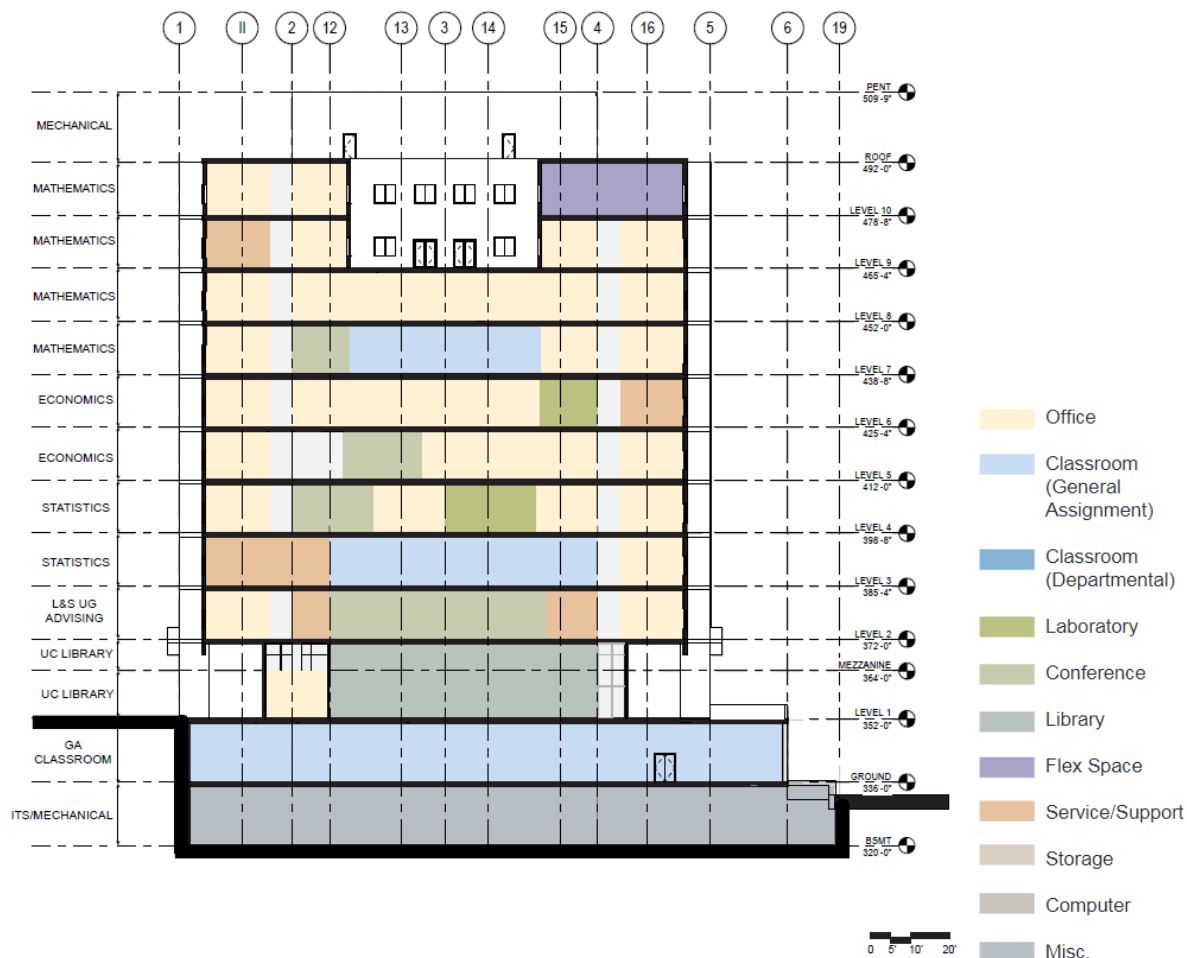 1 II 2 12 13 3 14 15 4 16 5 6 19
PENT
509'-9"
MECHANICAL
ROOF
492'-0"
MATHEMATICS
LEVEL 10
478'-8"
MATHEMATICS
LEVEL 9
465'-4"
MATHEMATICS
LEVEL 8
452'-0"
MATHEMATICS
LEVEL 7
438'-8"
ECONOMICS
LEVEL 6
425'-4"
ECONOMICS
LEVEL 5
412'-0"
STATISTICS
LEVEL 4
398'-8"
STATISTICS
LEVEL 3
385'-4"
L&S UG
ADVISING
LEVEL 2
372'-0"
UC LIBRARY
MEZZANINE
364'-0"
UC LIBRARY
LEVEL 1
352'-0"
GA
CLASSROOM
GROUND
336'-0"
ITS/MECHANICAL
BSMT
320'-0"
Office
Classroom
(General
Assignment)
Classroom
(Departmental)
Laboratory
Conference
Library
Flex Space
Service/Support
Storage
Computer
Misc.
0 5' 10' 20'